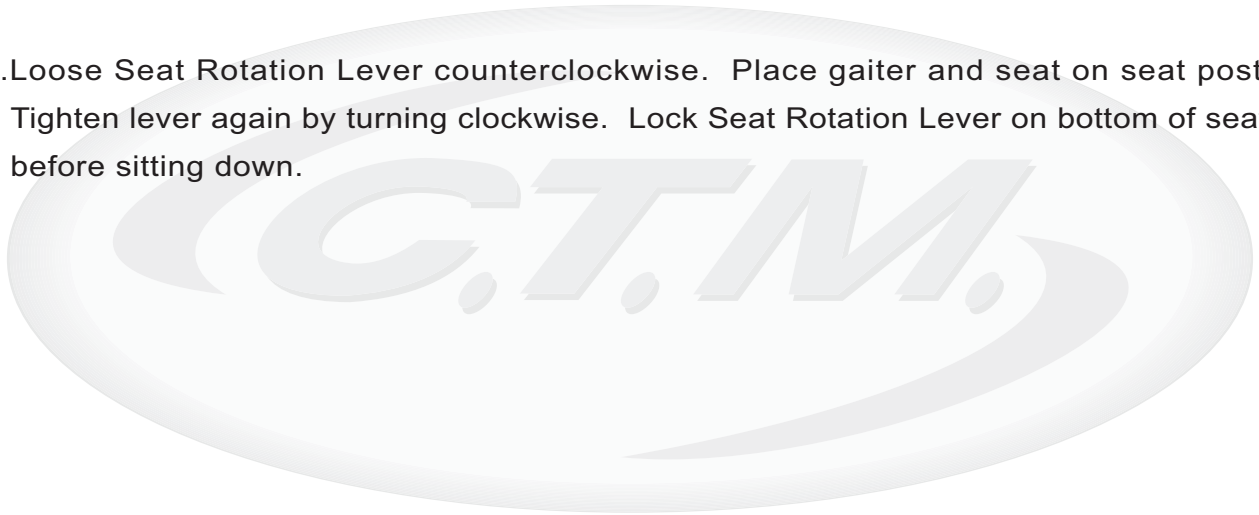 .Loose Seat Rotation Lever counterclockwise. Place gaiter and seat on seat post
Tighten lever again by turning clockwise. Lock Seat Rotation Lever on bottom of sea
before sitting down.
C.T.M.